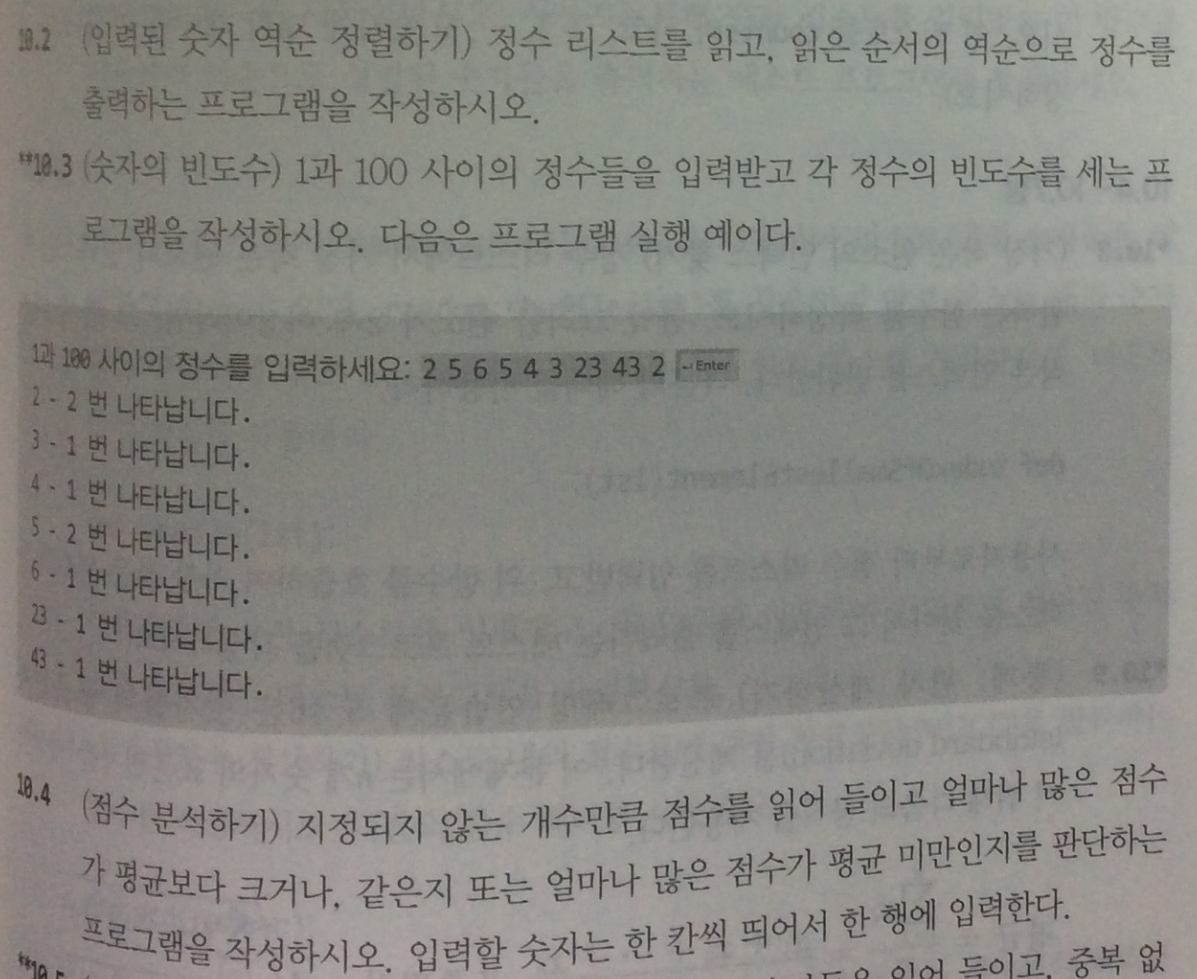 10.2 (입력된 숫자 역순 정렬하기) 정수 리스트를 읽고, 읽은 순서의 역순으로 정수를
출력하는 프로그램을 작성하시오.
**10.3 (숫자의 빈도수) 1과 100 사이의 정수들을 입력받고 각 정수의 빈도수를 세는 프
로그램을 작성하시오. 다음은 프로그램 실행 예이다.
1과 100 사이의 정수를 입력하세요: 2 5 6 5 4 3 23 43 2 ↵Enter
2 - 2 번 나타납니다.
3 - 1 번 나타납니다.
4 - 1 번 나타납니다.
5 - 2 번 나타납니다.
6 - 1 번 나타납니다.
23 - 1 번 나타납니다.
43 - 1 번 나타납니다.
10.4 (점수 분석하기) 지정되지 않는 개수만큼 점수를 읽어 들이고 얼마나 많은 점수
가 평균보다 크거나, 같은지 또는 얼마나 많은 점수가 평균 미만인지를 판단하는
프로그램을 작성하시오. 입력할 숫자는 한 칸씩 띄어서 한 행에 입력한다.
**10.5 읽어 들이고, 중복 없